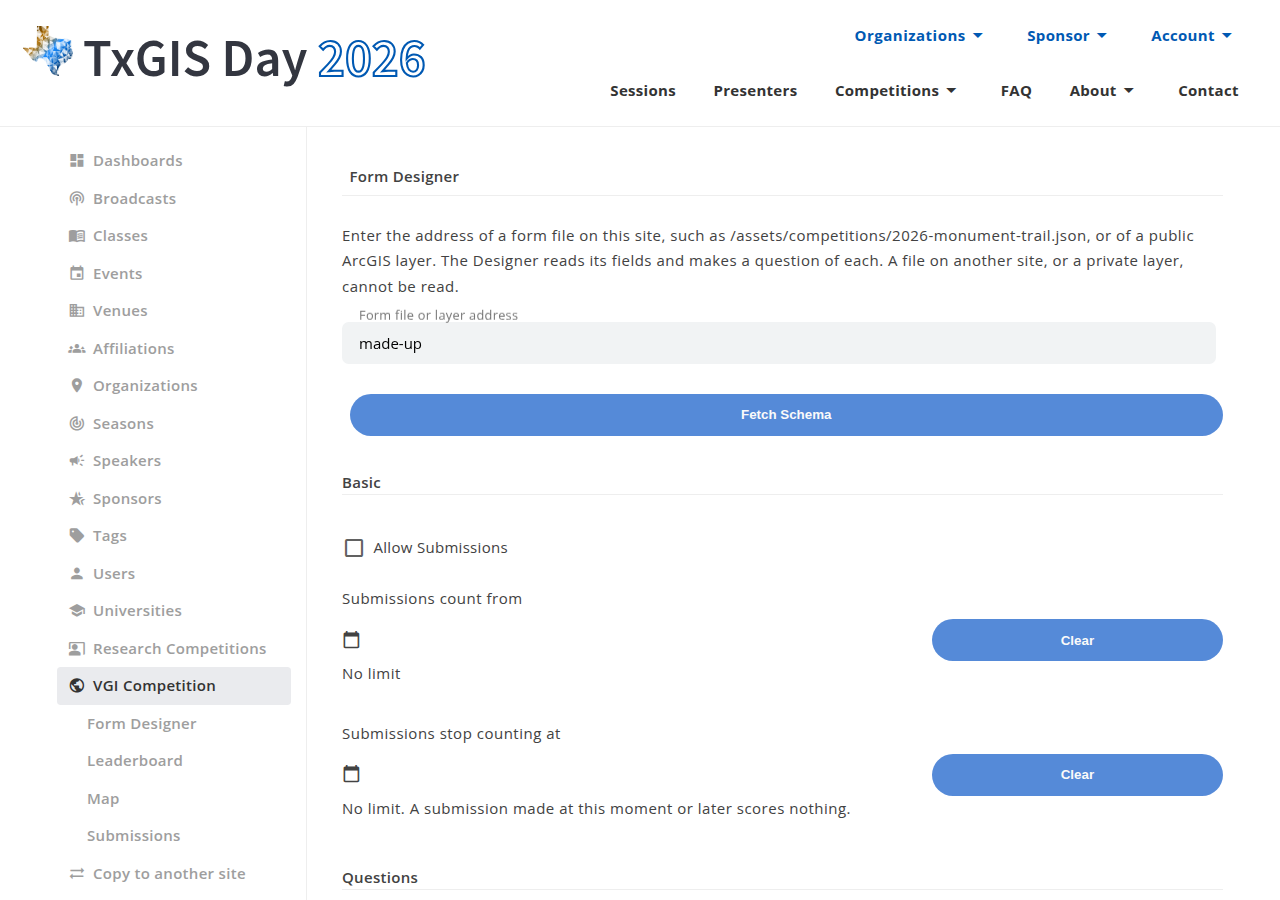 TxGIS Day 2026
Organizations
Sponsor
Account
Sessions
Presenters
Competitions
FAQ
About
Contact
Dashboards
Broadcasts
Classes
Events
Venues
Affiliations
Organizations
Seasons
Speakers
Sponsors
Tags
Users
Universities
Research Competitions
VGI Competition
Form Designer
Leaderboard
Map
Submissions
Copy to another site
Form Designer
Enter the address of a form file on this site, such as /assets/competitions/2026-monument-trail.json, or of a public
ArcGIS layer. The Designer reads its fields and makes a question of each. A file on another site, or a private layer,
cannot be read.
Form file or layer address
made-up
Fetch Schema
Basic
Allow Submissions
Submissions count from
Clear
No limit
Submissions stop counting at
Clear
No limit. A submission made at this moment or later scores nothing.
Questions